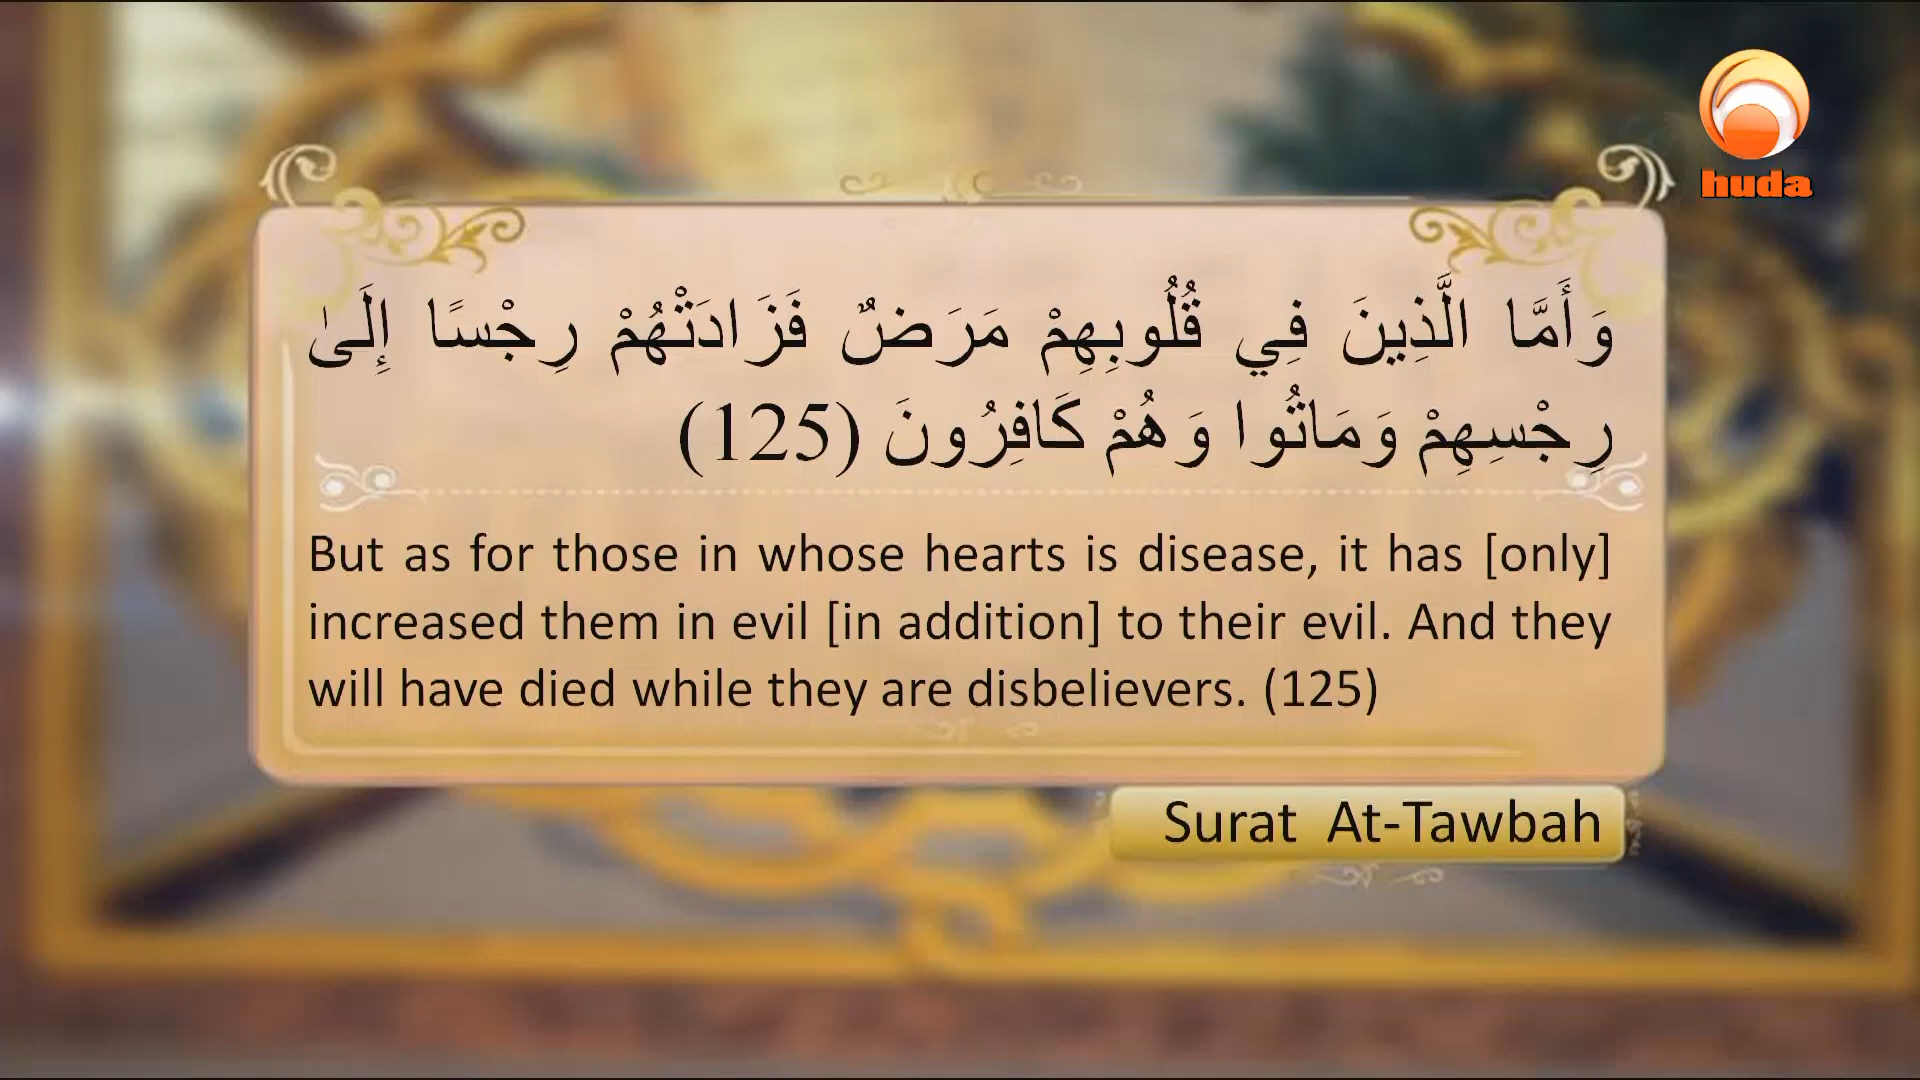 huda
وَأَمَّا الَّذِينَ فِي قُلُوبِهِمْ مَرَضٌ فَزَادَتْهُمْ رِجْسًا إِلَىٰ
رِجْسِهِمْ وَمَاتُوا وَهُمْ كَافِرُونَ (125)
But as for those in whose hearts is disease, it has [only]
increased them in evil [in addition] to their evil. And they
will have died while they are disbelievers. (125)
Surat At-Tawbah